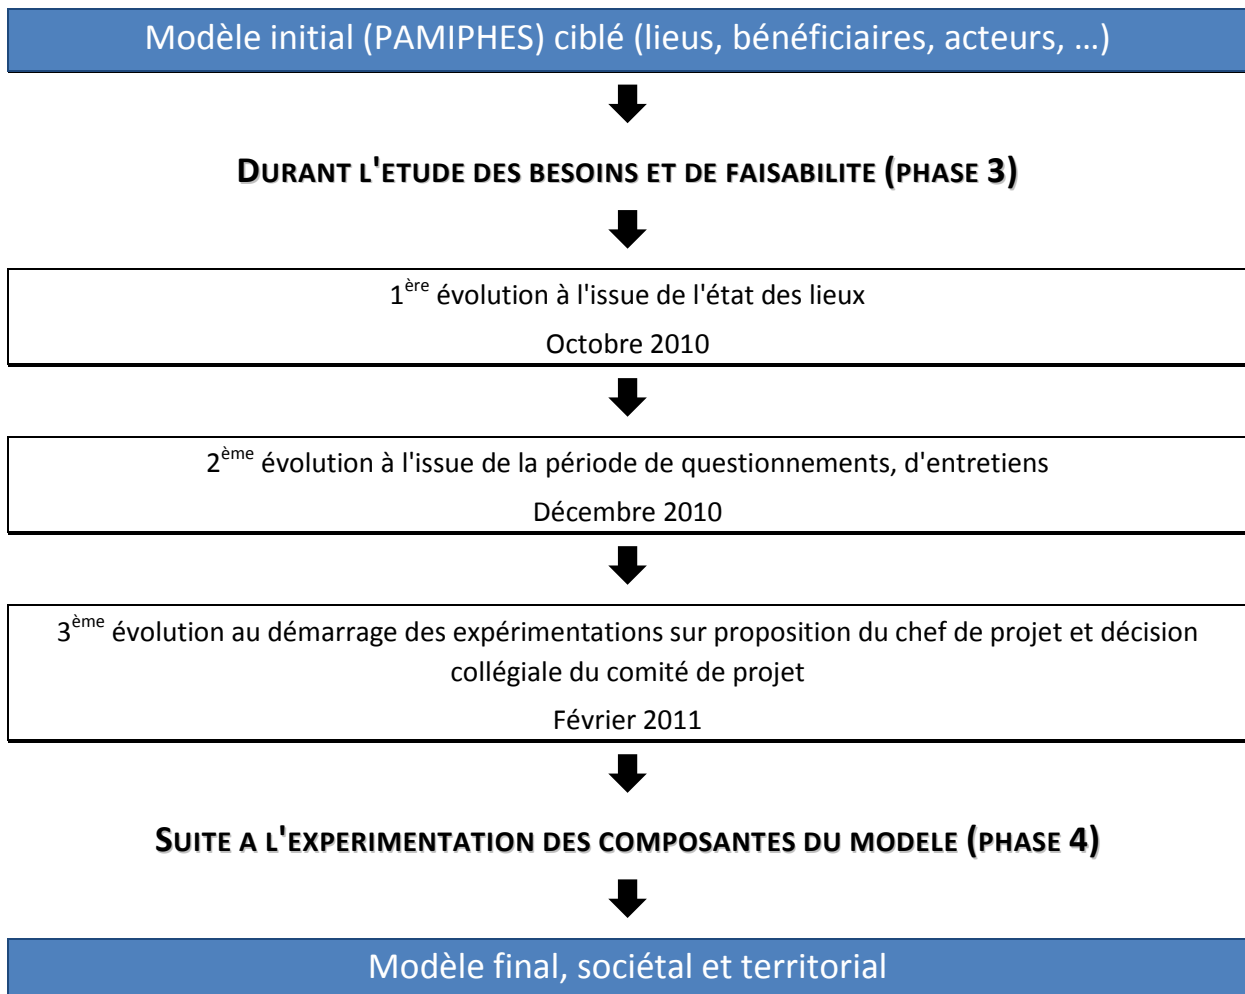 Modèle initial (PAMIPHES) ciblé (lieus, bénéficiaires, acteurs, …)
DURANT L'ETUDE DES BESOINS ET DE FAISABILITE (PHASE 3)
1ère évolution à l'issue de l'état des lieux
Octobre 2010
2ème évolution à l'issue de la période de questionnements, d'entretiens
Décembre 2010
3ème évolution au démarrage des expérimentations sur proposition du chef de projet et décision
collégiale du comité de projet
Février 2011
SUITE A L'EXPERIMENTATION DES COMPOSANTES DU MODELE (PHASE 4)
Modèle final, sociétal et territorial